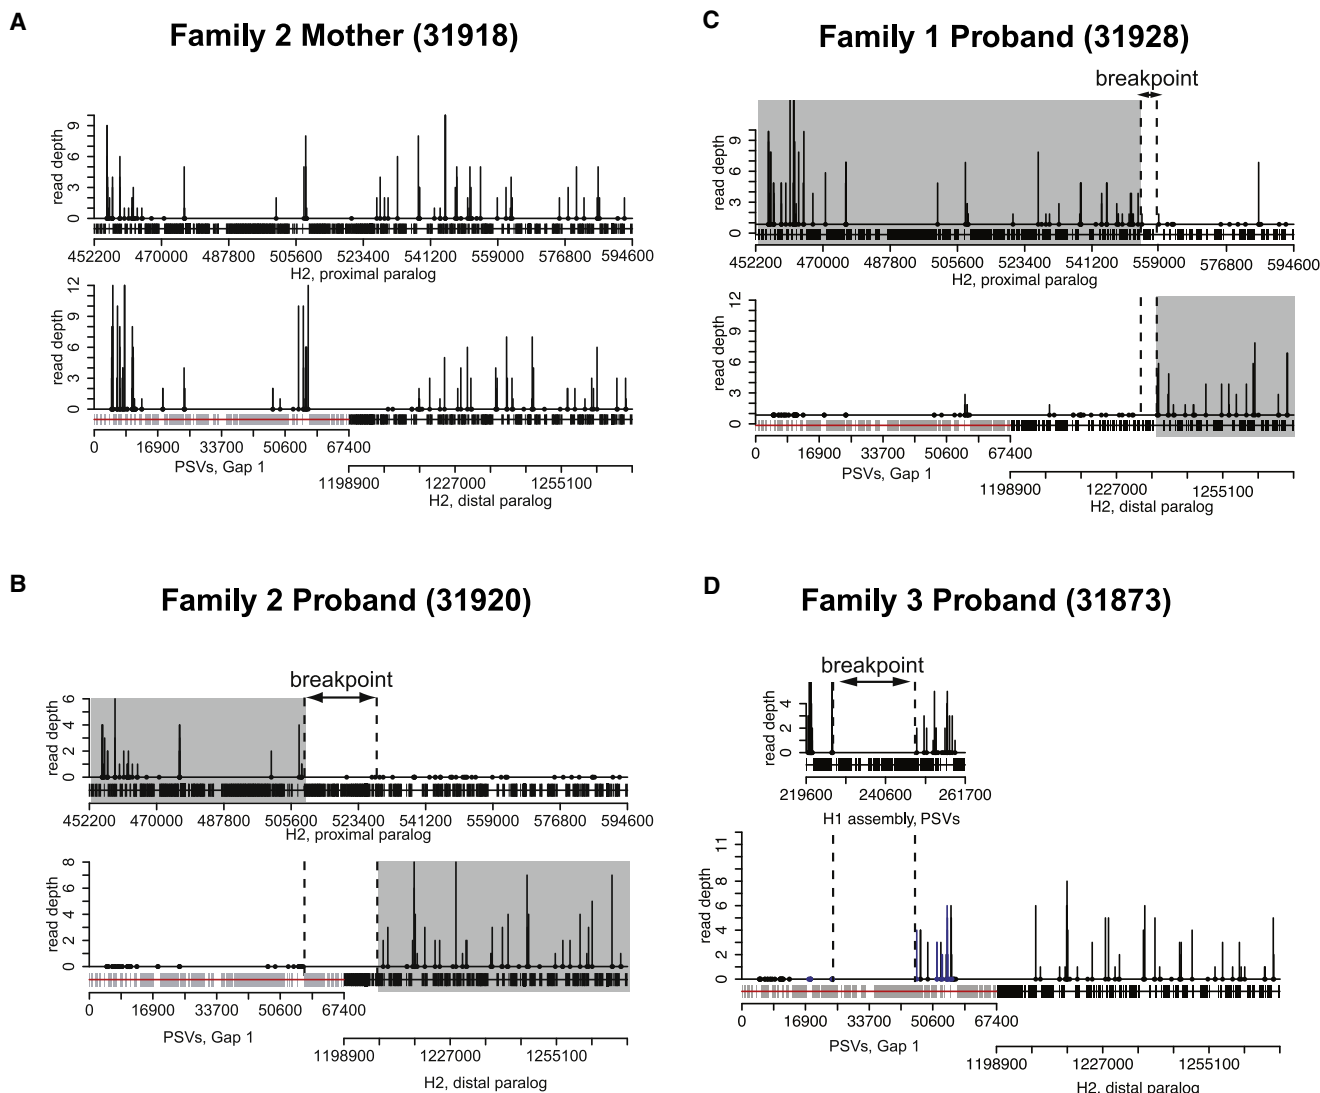 A
Family 2 Mother (31918)
read depth
0 3 6 9
452200 470000 487800 505600 523400 541200 559000 576800 594600
H2, proximal paralog
read depth
0 3 6 9 12
0 16900 33700 50600 67400
PSVs, Gap 1
1198900 1227000 1255100
H2, distal paralog
B
Family 2 Proband (31920)
breakpoint
read depth
0 2 4 6
452200 470000 487800 505600 523400 541200 559000 576800 594600
H2, proximal paralog
read depth
0 2 4 6 8
0 16900 33700 50600 67400
PSVs, Gap 1
1198900 1227000 1255100
H2, distal paralog
C
Family 1 Proband (31928)
breakpoint
read depth
0 3 6 9
452200 470000 487800 505600 523400 541200 559000 576800 594600
H2, proximal paralog
read depth
0 3 6 9 12
0 16900 33700 50600 67400
PSVs, Gap 1
1198900 1227000 1255100
H2, distal paralog
D
Family 3 Proband (31873)
breakpoint
read depth
0 2 4
219600 240600 261700
H1 assembly, PSVs
read depth
0 2 4 6 8 11
0 16900 33700 50600 67400
PSVs, Gap 1
1198900 1227000 1255100
H2, distal paralog